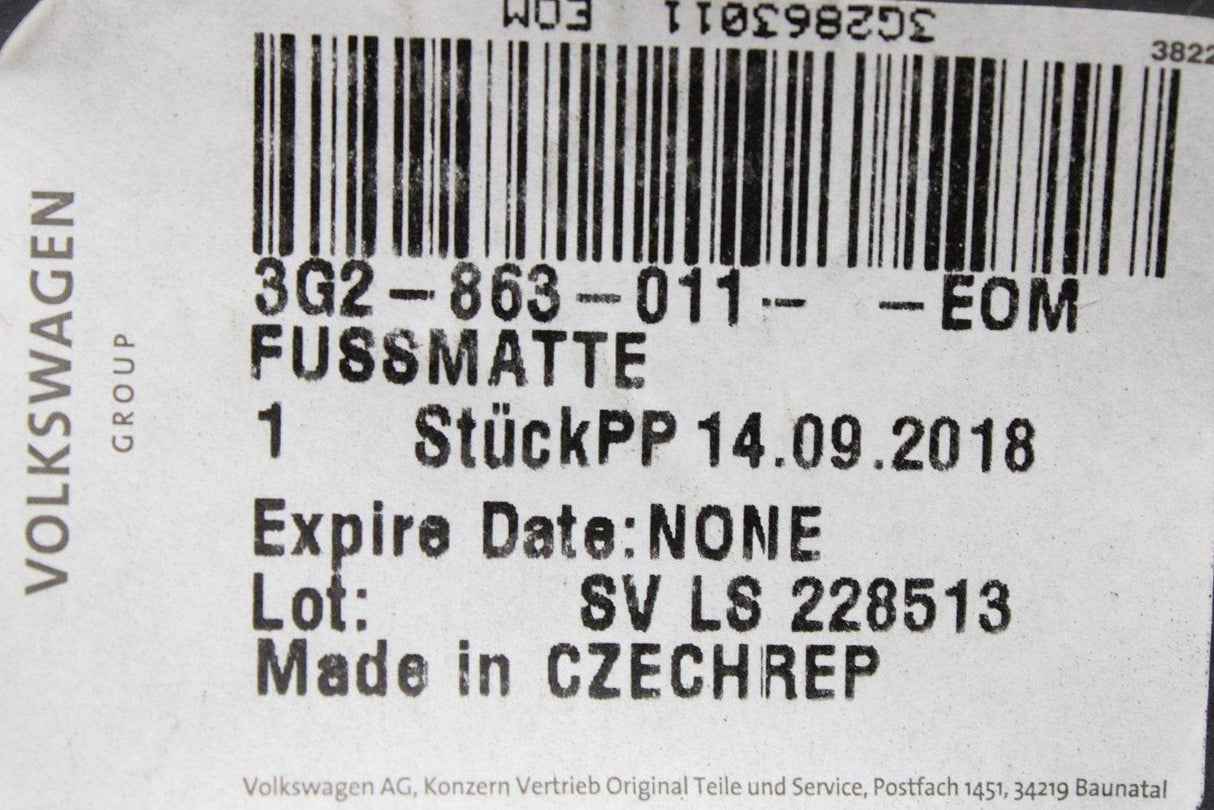 3G2863011 EOM
3822
3G2-863-011-- -EOM
FUSSMATTE
1 StückPP 14.09.2018
Expire Date:NONE
Lot: SV LS 228513
Made in CZECHREP
VOLKSWAGEN
GROUP
Volkswagen AG, Konzern Vertrieb Original Teile und Service, Postfach 1451, 34219 Baunatal